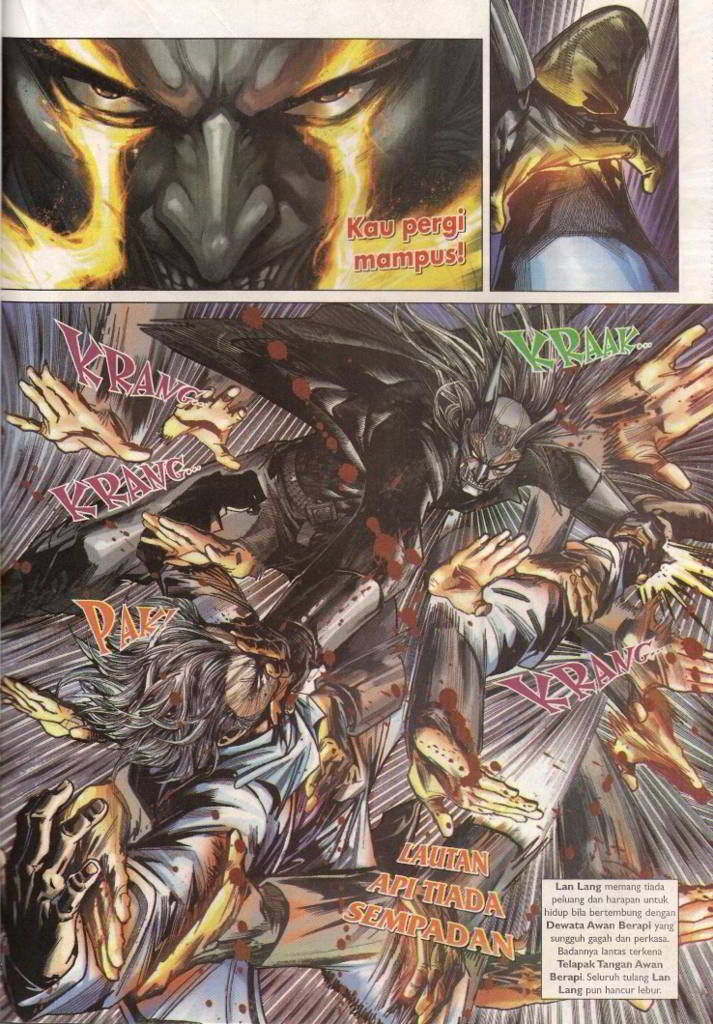 Kau pergi
mampus!
KRANG...
KRAAK...
KRANG...
PAK!
KRANG...
LAUTAN
API TIADA
SEMPADAN
Lan Lang memang tiada
peluang dan harapan untuk
hidup bila bertembung dengan
Dewata Awan Berapi yang
sungguh gagah dan perkasa.
Badannya lantas terkena
Telapak Tangan Awan
Berapi. Seluruh tulang Lan
Lang pun hancur lebur.